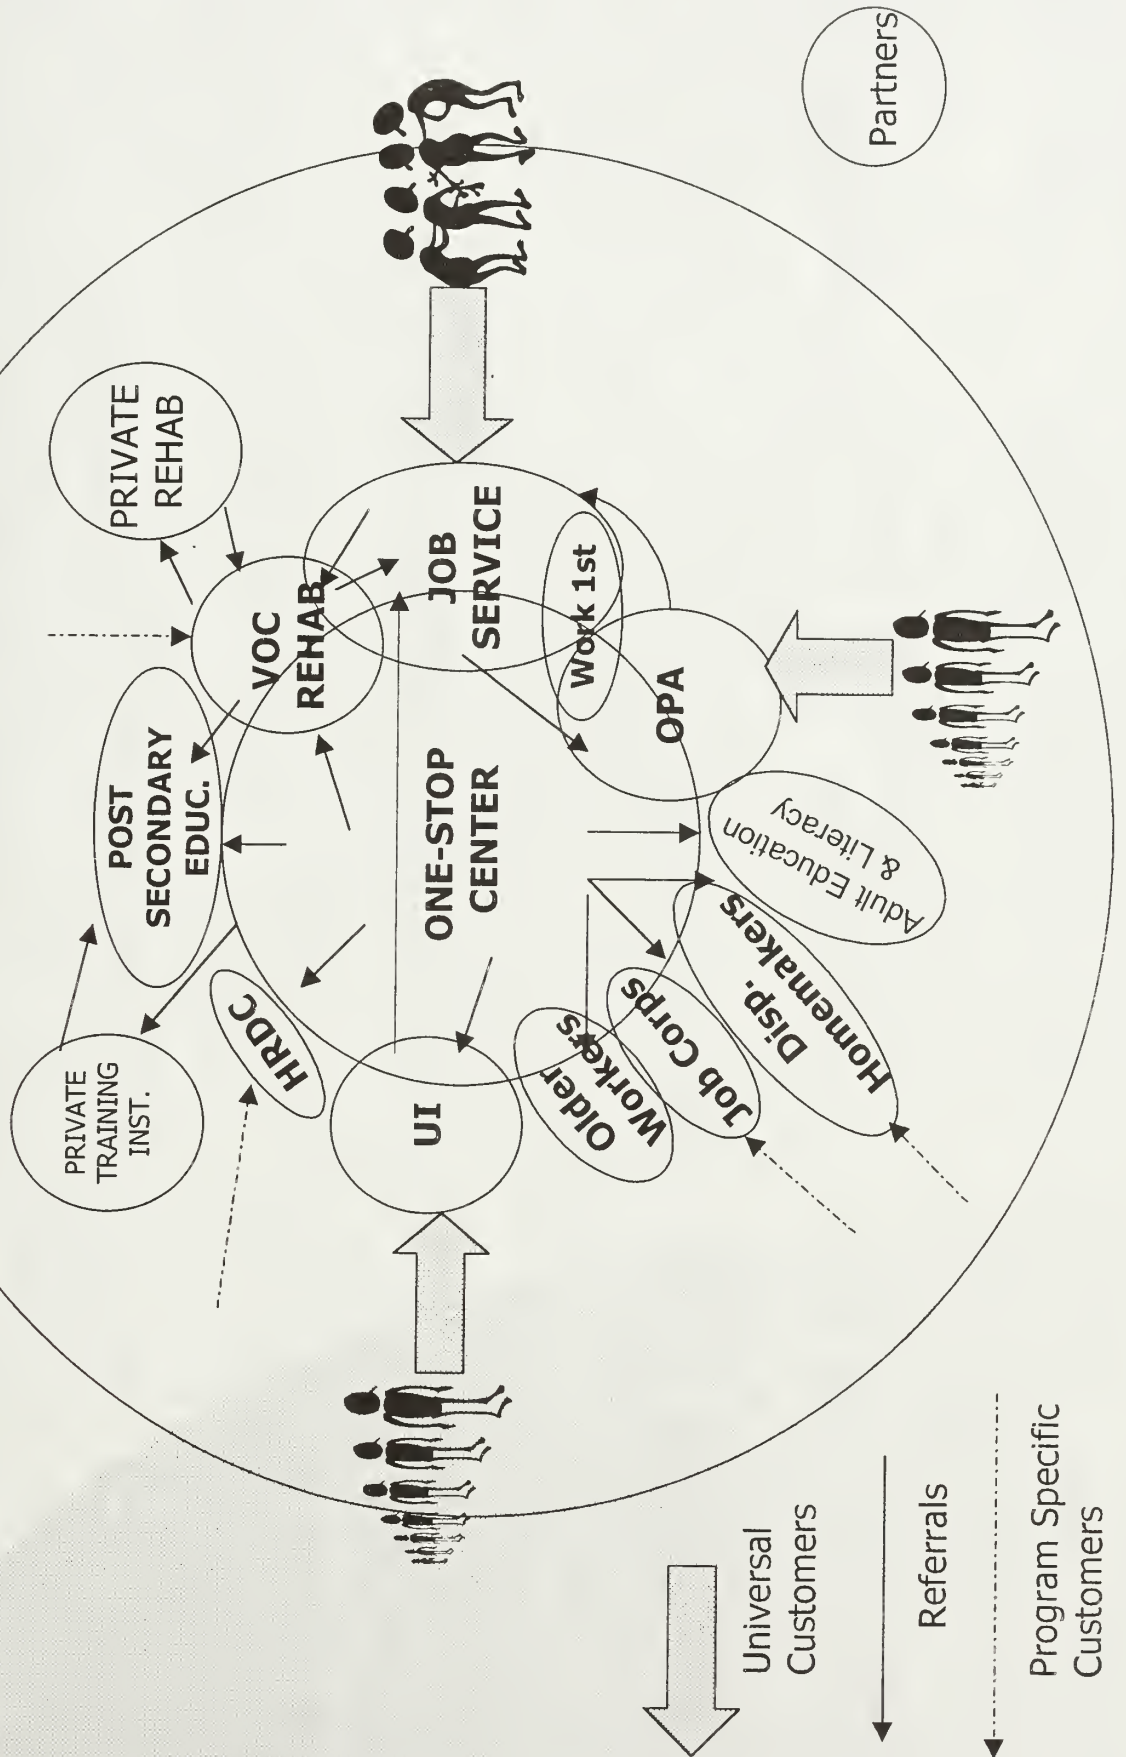 PRIVATE
TRAINING
INST.
POST
SECONDARY
EDUC.
PRIVATE
REHAB
HRDC
VOC
REHAB
UI
ONE-STOP
CENTER
JOB
SERVICE
Work 1st
OPA
Older
Workers
Job Corps
Disp.
Homemakers
Adult Education
& Literacy
Partners
Universal
Customers
Referrals
Program Specific
Customers